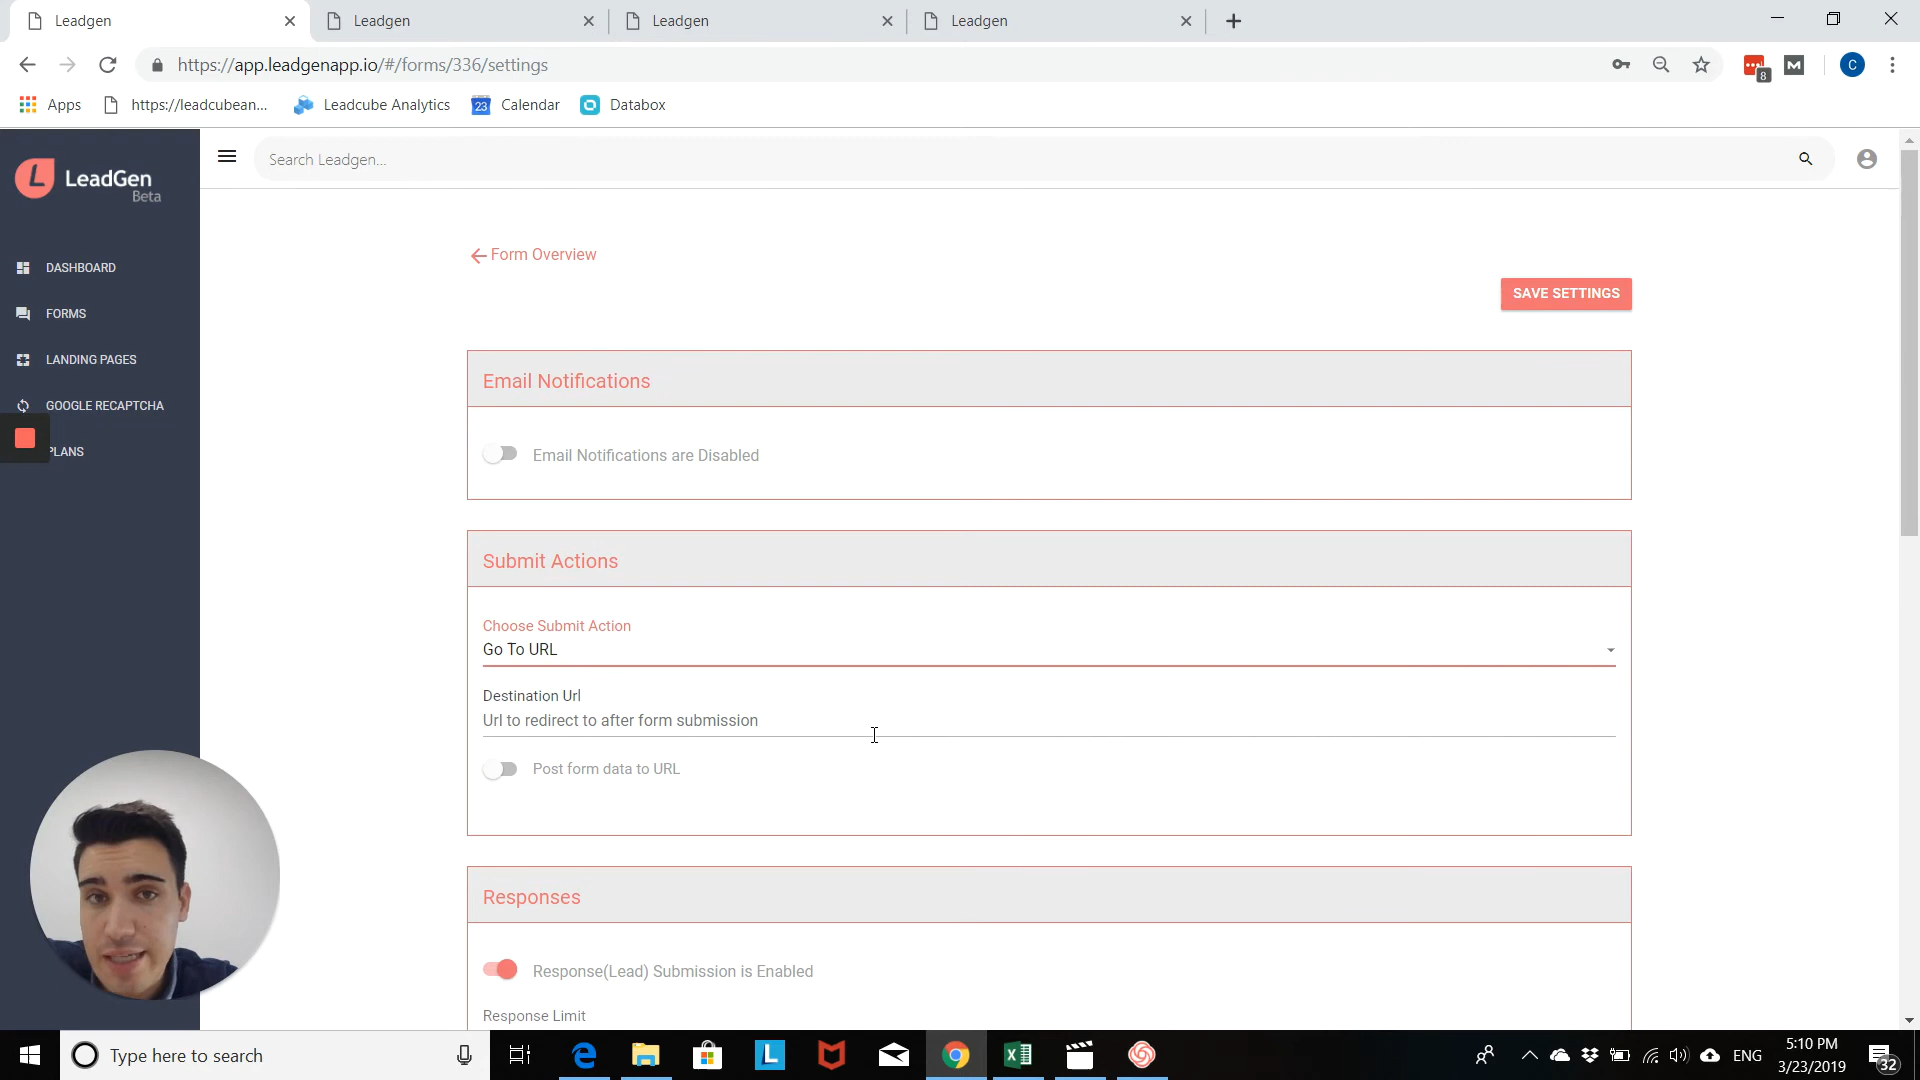 Leadgen
Leadgen
Leadgen
Leadgen
https://app.leadgenapp.io/#/forms/336/settings
8
M
C
Apps
https://leadcubean...
Leadcube Analytics
23
Calendar
Databox
L LeadGen
Beta
Search Leadgen...
DASHBOARD
FORMS
LANDING PAGES
GOOGLE RECAPTCHA
PLANS
Form Overview
SAVE SETTINGS
Email Notifications
Email Notifications are Disabled
Submit Actions
Choose Submit Action
Go To URL
Destination Url
Url to redirect to after form submission
Post form data to URL
Responses
Response(Lead) Submission is Enabled
Response Limit
Type here to search
L
ENG
5:10 PM
3/23/2019
32